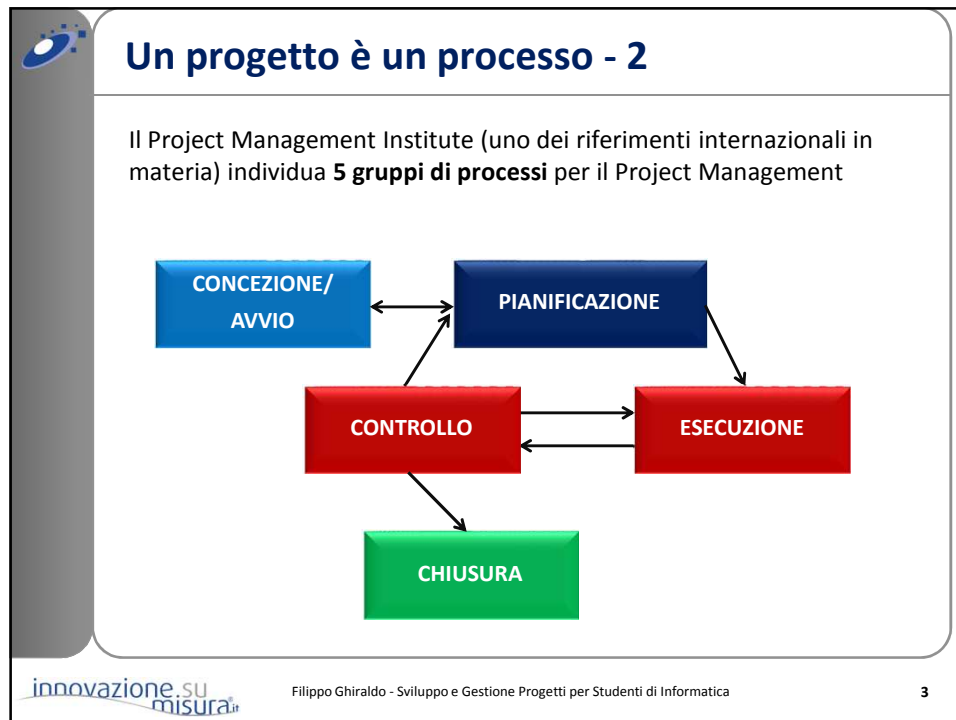 Un progetto è un processo - 2
Il Project Management Institute (uno dei riferimenti internazionali in
materia) individua 5 gruppi di processi per il Project Management
CONCEZIONE/
AVVIO
PIANIFICAZIONE
CONTROLLO
ESECUZIONE
CHIUSURA
innovazione.su
misura.it
Filippo Ghiraldo - Sviluppo e Gestione Progetti per Studenti di Informatica
3